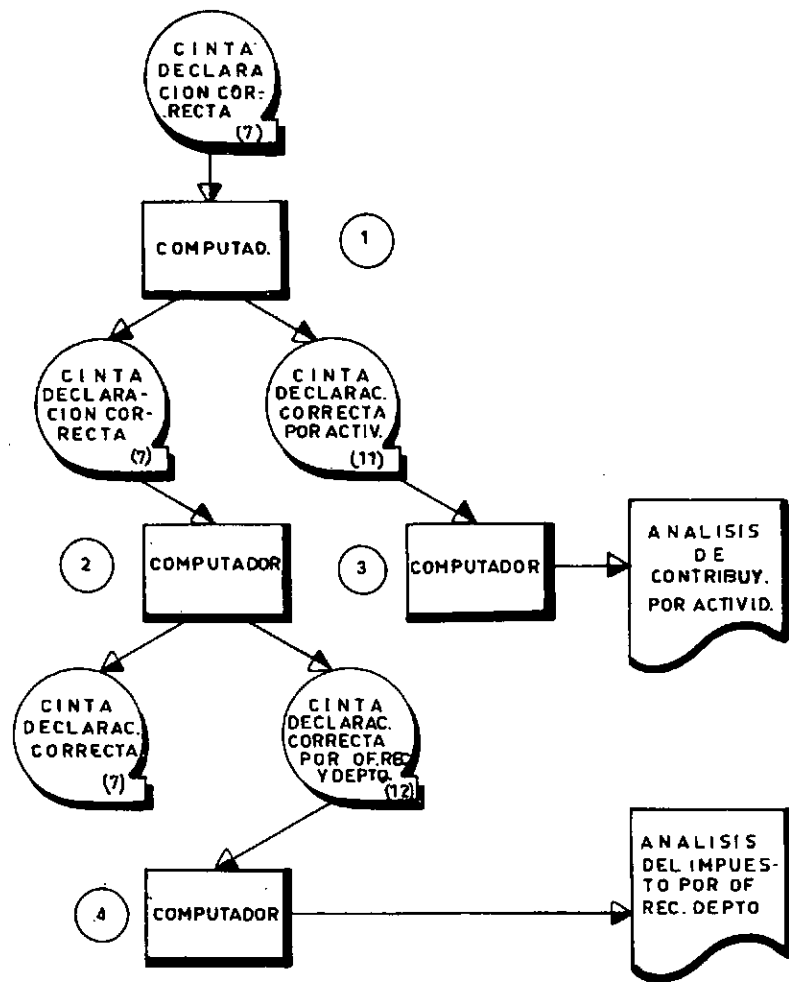 CINTA
DECLARA
CION COR-
RECTA
(7)
COMPUTAD.
1
CINTA
DECLARA-
CION COR-
RECTA
(7)
CINTA
DECLARAC.
CORRECTA
POR ACTIV.
(11)
2
COMPUTADOR
3
COMPUTADOR
ANALISIS
DE
CONTRIBUY.
POR ACTIVID.
CINTA
DECLARAC.
CORRECTA
(7)
CINTA
DECLARAC.
CORRECTA
POR OF.REC
Y DEPTO.
(12)
4
COMPUTADOR
ANALISIS
DEL IMPUES-
TO POR OF
REC. DEPTO